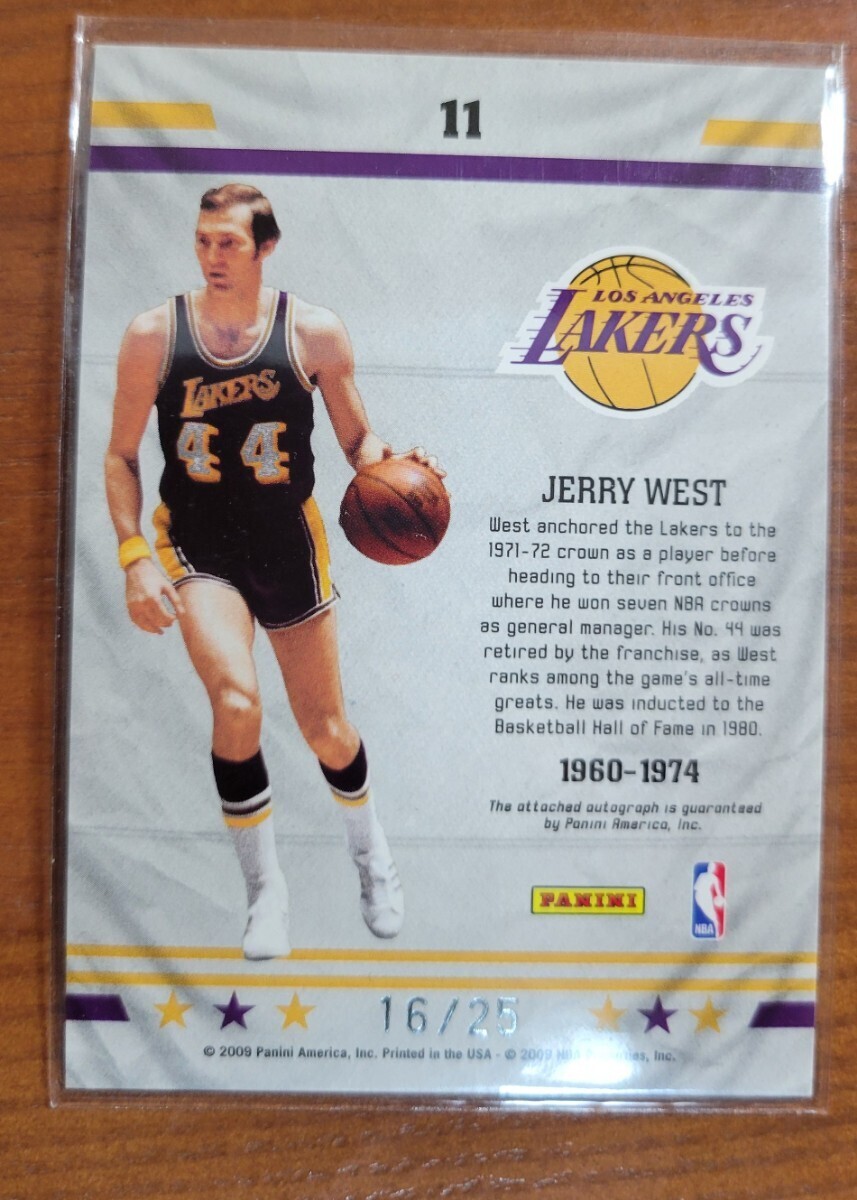 11
LOS ANGELES
LAKERS
LAKERS
44
JERRY WEST
West anchored the Lakers to the
1971-72 crown as a player before
heading to their front office
where he won seven NBA crowns
as general manager. His No. 44 was
retired by the franchise, as West
ranks among the game's all-time
greats. He was inducted to the
Basketball Hall of Fame in 1980.
1960-1974
The attached autograph is guaranteed
by Panini America, Inc.
PANINI
NBA
16/25
© 2009 Panini America, Inc. Printed in the USA - © 2009 NBA Inc.